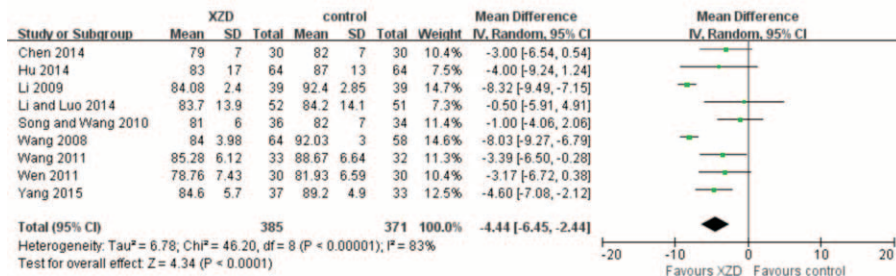 XZD control Mean Difference Mean Difference
Study or Subgroup Mean SD Total Mean SD Total Weight IV, Random, 95% CI IV, Random, 95% CI
Chen 2014 79 7 30 82 7 30 10.4% -3.00 [-6.54, 0.54]
Hu 2014 83 17 64 87 13 64 7.5% -4.00 [-9.24, 1.24]
Li 2009 84.08 2.4 39 92.4 2.85 39 14.7% -8.32 [-9.49, -7.15]
Li and Luo 2014 83.7 13.9 52 84.2 14.1 51 7.3% -0.50 [-5.91, 4.91]
Song and Wang 2010 81 6 36 82 7 34 11.4% -1.00 [-4.06, 2.06]
Wang 2008 84 3.98 64 92.03 3 58 14.6% -8.03 [-9.27, -6.79]
Wang 2011 85.28 6.12 33 88.67 6.64 32 11.3% -3.39 [-6.50, -0.28]
Wen 2011 78.76 7.43 30 81.93 6.59 30 10.3% -3.17 [-6.72, 0.38]
Yang 2015 84.6 5.7 37 89.2 4.9 33 12.5% -4.60 [-7.08, -2.12]
Total (95% CI) 385 371 100.0% -4.44 [-6.45, -2.44]
Heterogeneity: Tau² = 6.78; Chi² = 46.20, df = 8 (P < 0.00001); I² = 83%
Test for overall effect: Z = 4.34 (P < 0.0001)
-20 -10 0 10 20
Favours XZD Favours control